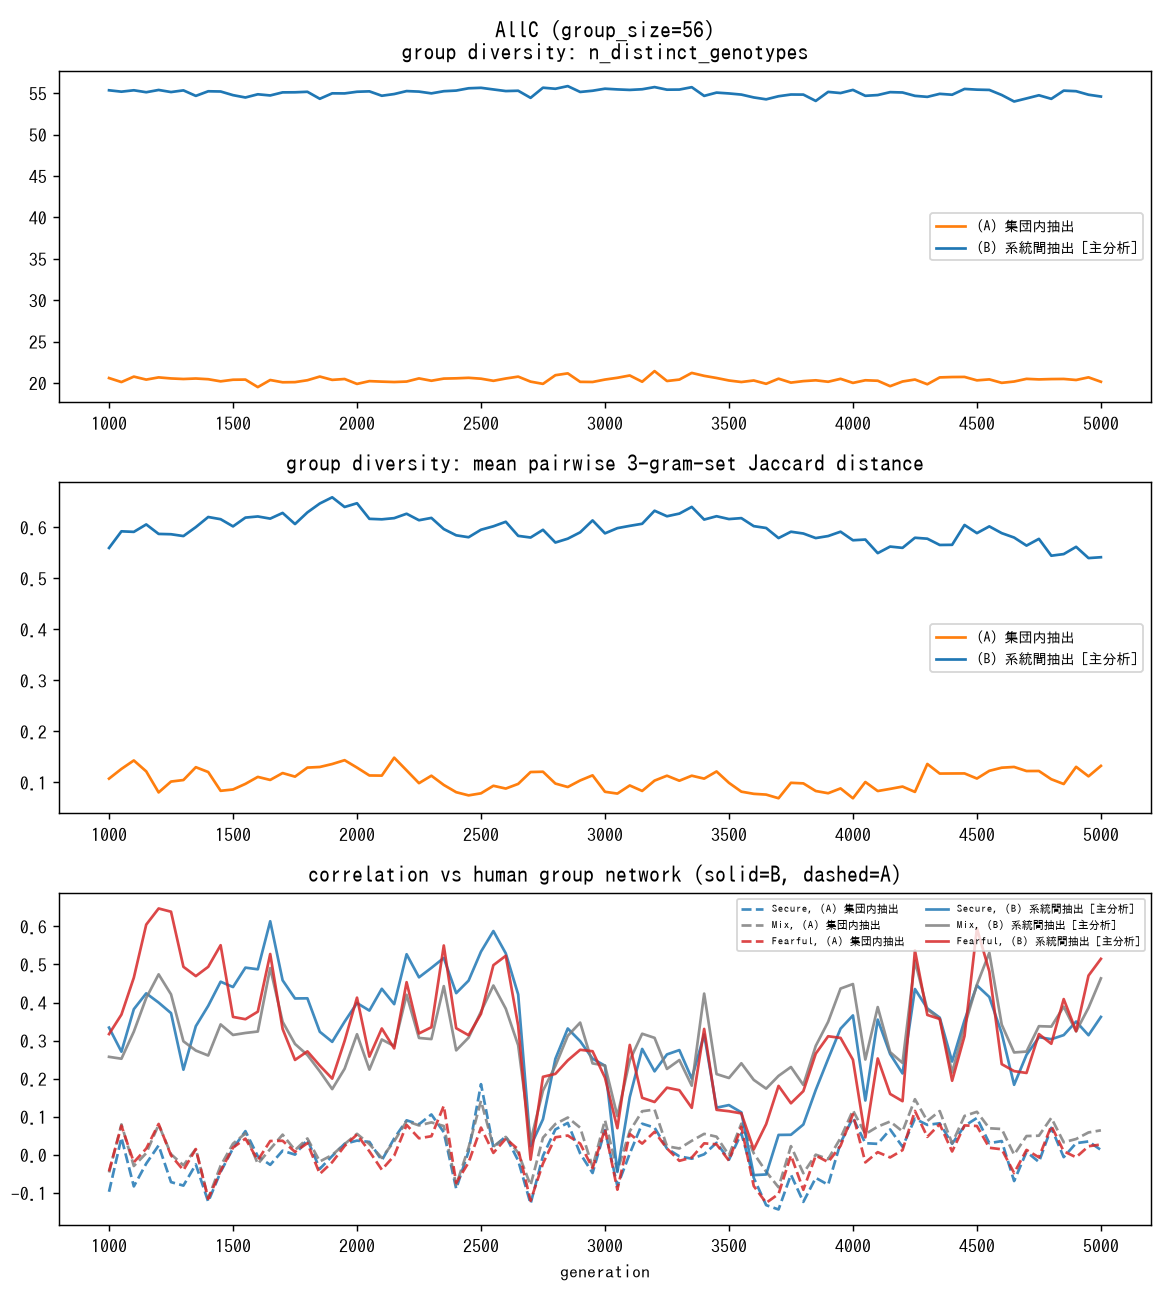 AllC (group_size=56)
group diversity: n_distinct_genotypes
55
50
45
40
35
30
25
20
(A) 集団内抽出
(B) 系統間抽出 [主分析]
1000 1500 2000 2500 3000 3500 4000 4500 5000
group diversity: mean pairwise 3-gram-set Jaccard distance
0.6
0.5
0.4
0.3
0.2
0.1
(A) 集団内抽出
(B) 系統間抽出 [主分析]
1000 1500 2000 2500 3000 3500 4000 4500 5000
correlation vs human group network (solid=B, dashed=A)
0.6
0.5
0.4
0.3
0.2
0.1
0.0
-0.1
Secure, (A) 集団内抽出 Secure, (B) 系統間抽出 [主分析]
Mix, (A) 集団内抽出 Mix, (B) 系統間抽出 [主分析]
Fearful, (A) 集団内抽出 Fearful, (B) 系統間抽出 [主分析]
1000 1500 2000 2500 3000 3500 4000 4500 5000
generation